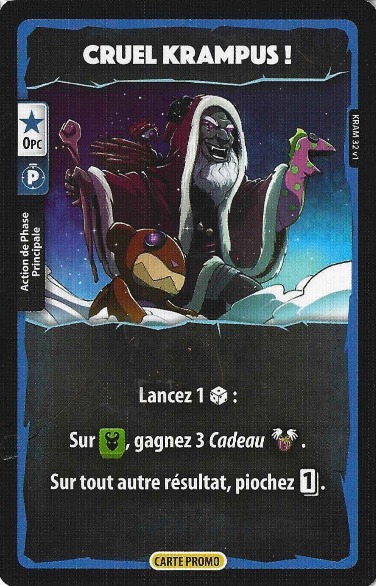 CRUEL KRAMPUS !
0PC
P
Action de Phase
Principale
KRAM 32 v1
Lancez 1 :
Sur , gagnez 3 Cadeau .
Sur tout autre résultat, piochez 1.
CARTE PROMO